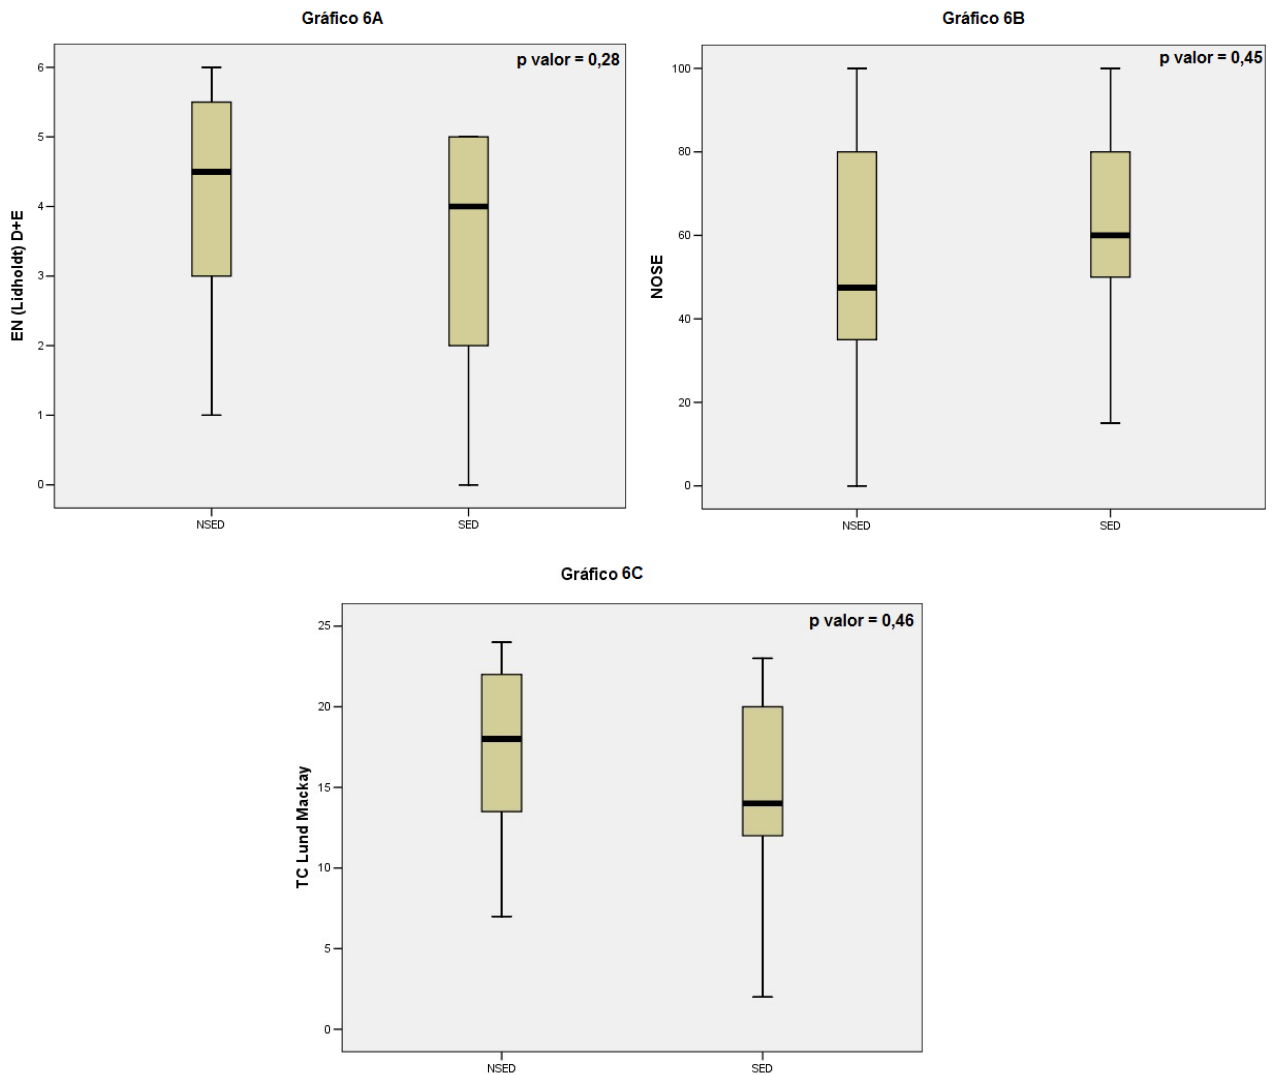 Gráfico 6A
p valor = 0,28
EN (Lidholdt) D+E
6
5
4
3
2
1
0
NSED
SED
Gráfico 6B
p valor = 0,45
NOSE
100
80
60
40
20
0
NSED
SED
Gráfico 6C
p valor = 0,46
TC Lund Mackay
25
20
15
10
5
0
NSED
SED